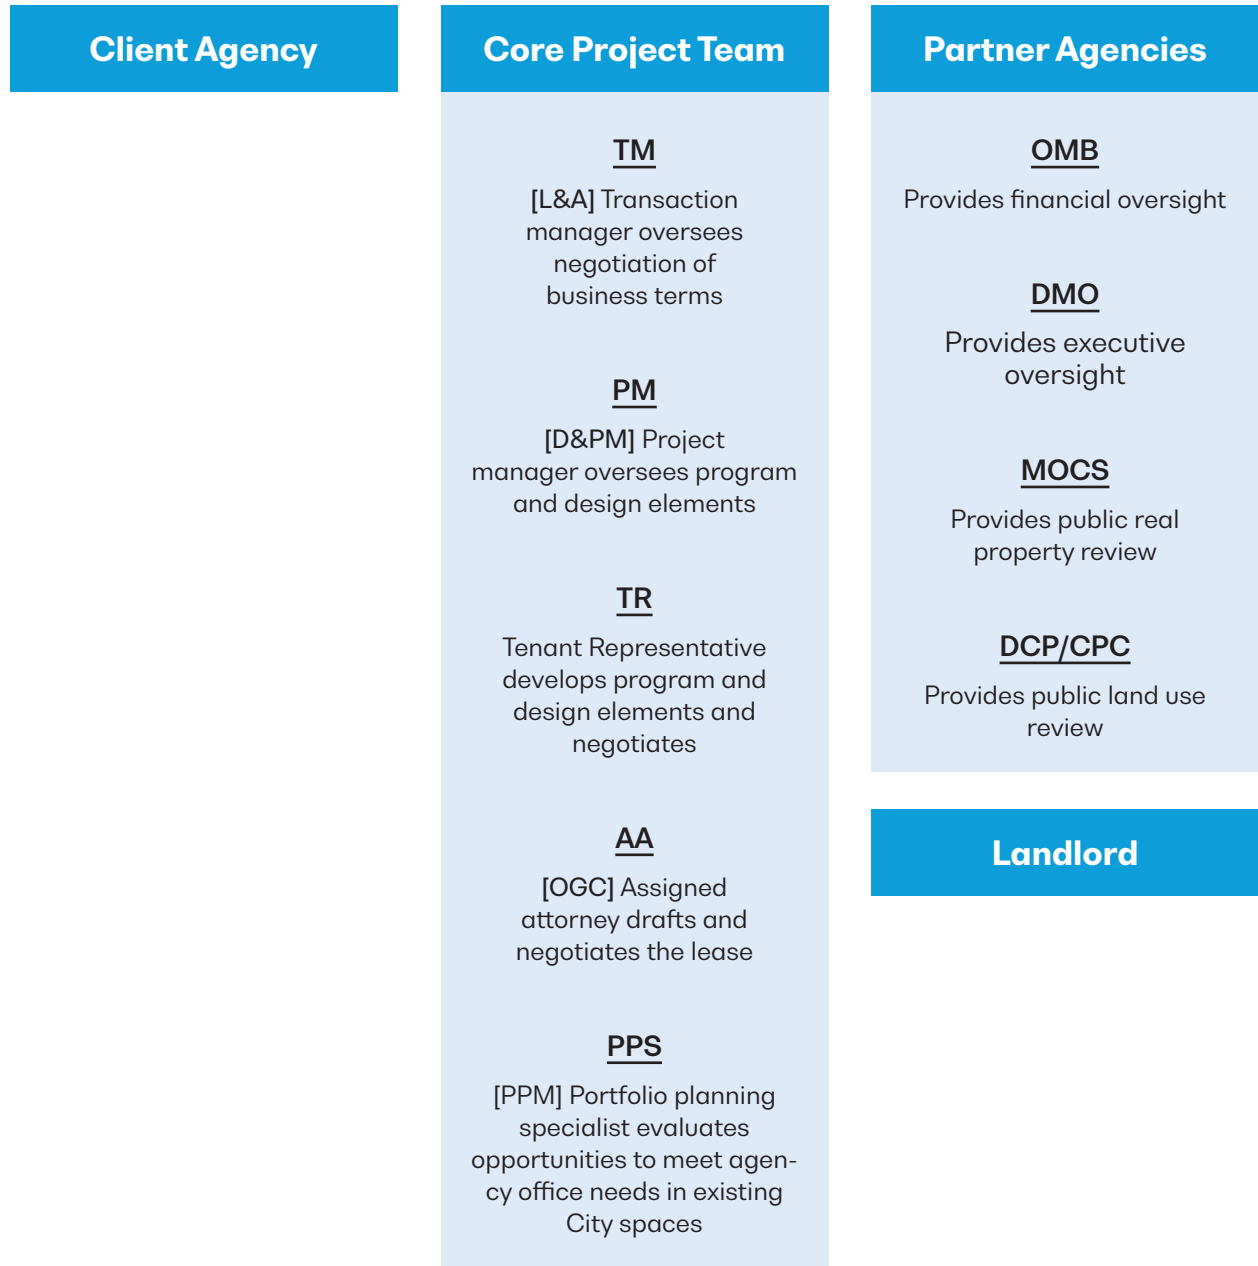 Client Agency
Core Project Team
TM
[L&A] Transaction
manager oversees
negotiation of
business terms
PM
[D&PM] Project
manager oversees program
and design elements
TR
Tenant Representative
develops program and
design elements and
negotiates
AA
[OGC] Assigned
attorney drafts and
negotiates the lease
PPS
[PPM] Portfolio planning
specialist evaluates
opportunities to meet agen-
cy office needs in existing
City spaces
Partner Agencies
OMB
Provides financial oversight
DMO
Provides executive
oversight
MOCS
Provides public real
property review
DCP/CPC
Provides public land use
review
Landlord